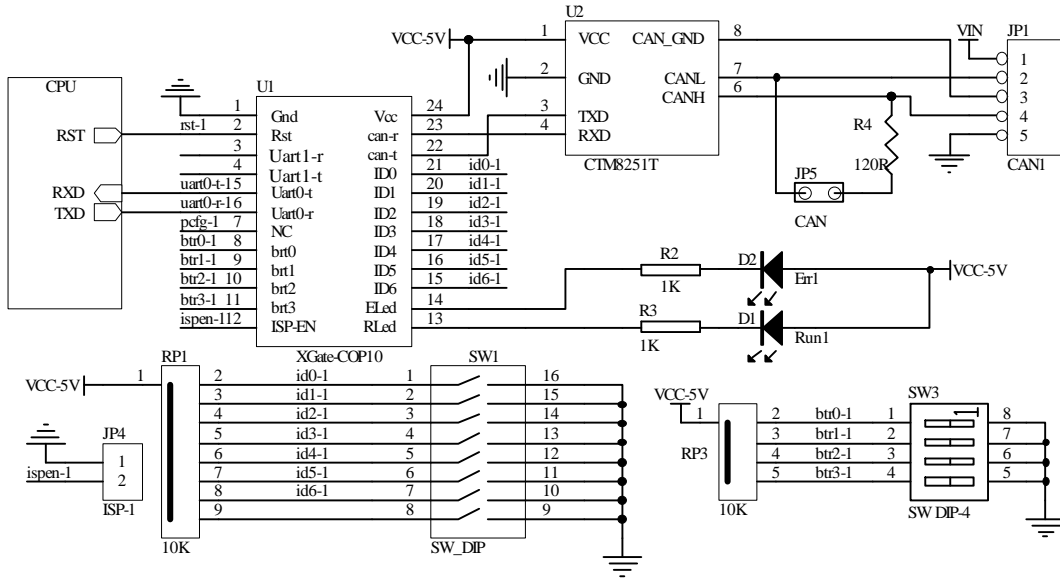 U2
VCC-5V
1 VCC CAN_GND 8
VIN
JP1
CPU
U1
2 GND CANL 7
CANH 6
1
2
3
4
5
1 Gnd Vcc 24
3 TXD
RST rst-1 2 Rst can-r 23
4 RXD
R4
3 Uart1-r can-t 22
CTM8251T
120R
CAN1
4 Uart1-t ID0 21 id0-1
JP5
RXD uart0-t-15 Uart0-t ID1 20 id1-1
TXD uart0-r-16 Uart0-r ID2 19 id2-1
CAN
pcfg-1 7 NC ID3 18 id3-1
btr0-1 8 brt0 ID4 17 id4-1
btr1-1 9 brt1 ID5 16 id5-1
R2 D2
btr2-1 10 brt2 ID6 15 id6-1
1K Err1 VCC-5V
btr3-1 11 brt3 ELed 14
R3 D1
ispen-112 ISP-EN RLed 13
1K Run1
XGate-COP10
RP1 SW1
VCC-5V 1 2 id0-1 1 16
3 id1-1 2 15
4 id2-1 3 14
5 id3-1 4 13
6 id4-1 5 12
7 id5-1 6 11
8 id6-1 7 10
9 8 9
10K SW_DIP
JP4
1
ispen-1 2
ISP-1
VCC-5V
SW3
1
1 2 btr0-1 1 8
3 btr1-1 2 7
RP3 4 btr2-1 3 6
5 btr3-1 4 5
10K SW DIP-4